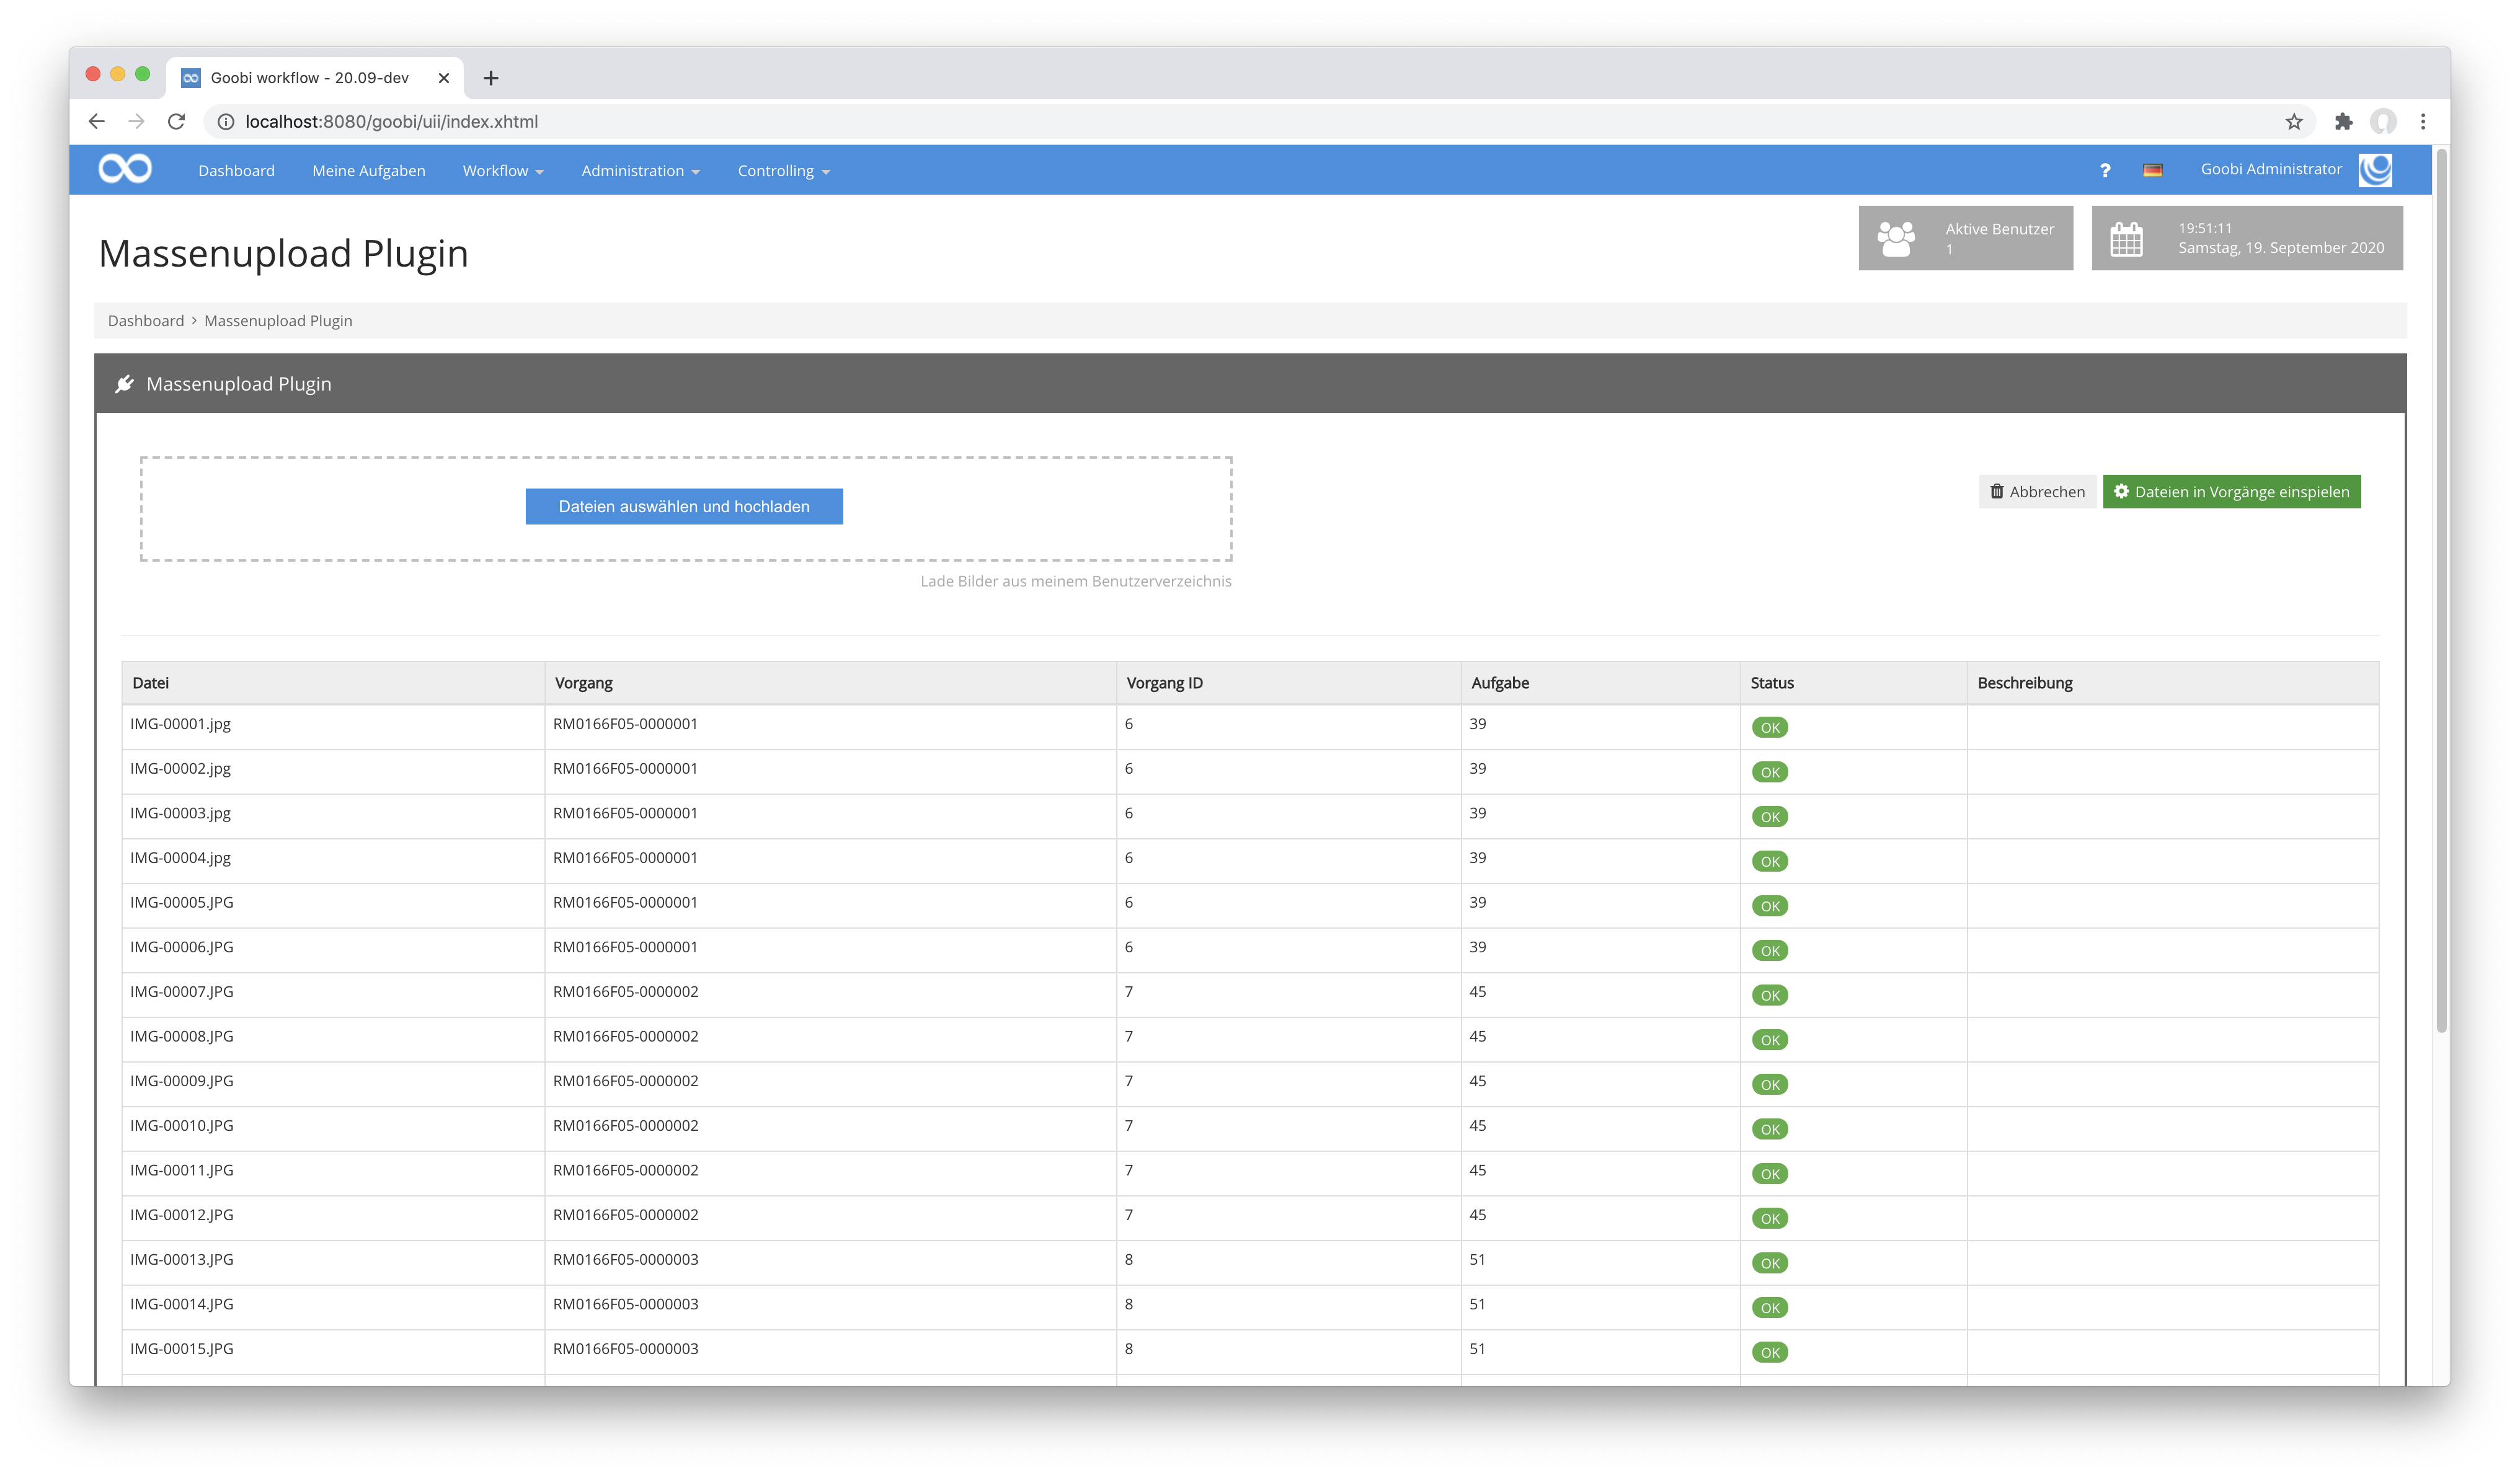 Goobi workflow - 20.09-dev
localhost:8080/goobi/uii/index.xhtml
Dashboard Meine Aufgaben Workflow Administration Controlling ? Goobi Administrator
Massenupload Plugin
Aktive Benutzer
1
19:51:11
Samstag, 19. September 2020
Dashboard › Massenupload Plugin
Massenupload Plugin
Dateien auswählen und hochladen
Abbrechen Dateien in Vorgänge einspielen
Lade Bilder aus meinem Benutzerverzeichnis
Datei Vorgang Vorgang ID Aufgabe Status Beschreibung
IMG-00001.jpg RM0166F05-0000001 6 39 OK
IMG-00002.jpg RM0166F05-0000001 6 39 OK
IMG-00003.jpg RM0166F05-0000001 6 39 OK
IMG-00004.jpg RM0166F05-0000001 6 39 OK
IMG-00005.JPG RM0166F05-0000001 6 39 OK
IMG-00006.JPG RM0166F05-0000001 6 39 OK
IMG-00007.JPG RM0166F05-0000002 7 45 OK
IMG-00008.JPG RM0166F05-0000002 7 45 OK
IMG-00009.JPG RM0166F05-0000002 7 45 OK
IMG-00010.JPG RM0166F05-0000002 7 45 OK
IMG-00011.JPG RM0166F05-0000002 7 45 OK
IMG-00012.JPG RM0166F05-0000002 7 45 OK
IMG-00013.JPG RM0166F05-0000003 8 51 OK
IMG-00014.JPG RM0166F05-0000003 8 51 OK
IMG-00015.JPG RM0166F05-0000003 8 51 OK